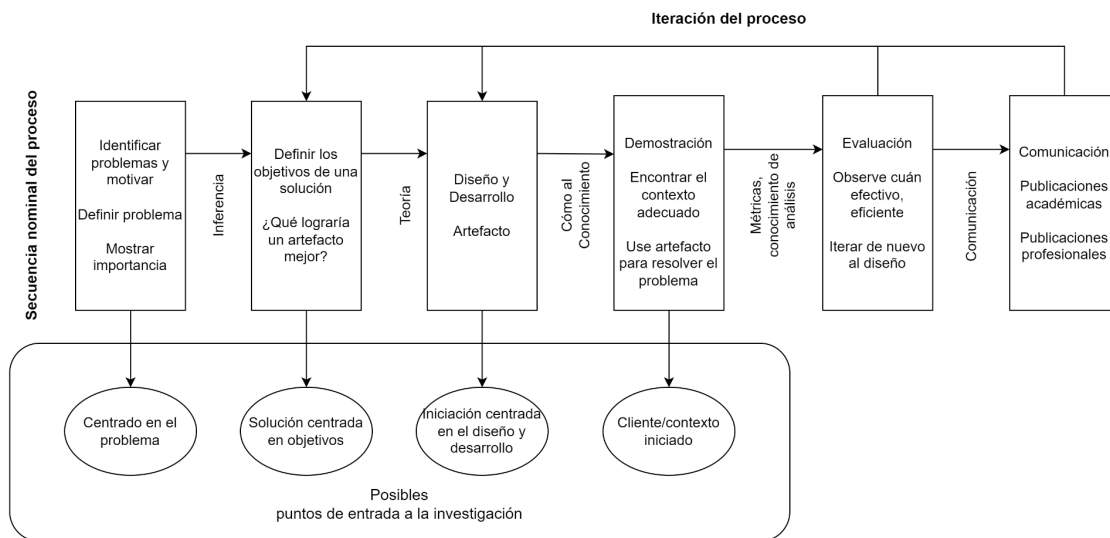 Iteración del proceso
Secuencia nominal del proceso
Identificar
problemas y
motivar
Definir problema
Mostrar
importancia
Inferencia
Definir los
objetivos de una
solución
¿Qué lograría
un artefacto
mejor?
Teoría
Diseño y
Desarrollo
Artefacto
Cómo al
Conocimiento
Demostración
Encontrar el
contexto
adecuado
Use artefacto
para resolver el
problema
Métricas,
conocimiento de
análisis
Evaluación
Observe cuán
efectivo,
eficiente
Iterar de nuevo
al diseño
Comunicación
Comunicación
Publicaciones
académicas
Publicaciones
profesionales
Centrado en el
problema
Solución centrada
en objetivos
Iniciación centrada
en el diseño y
desarrollo
Cliente/contexto
iniciado
Posibles
puntos de entrada a la investigación